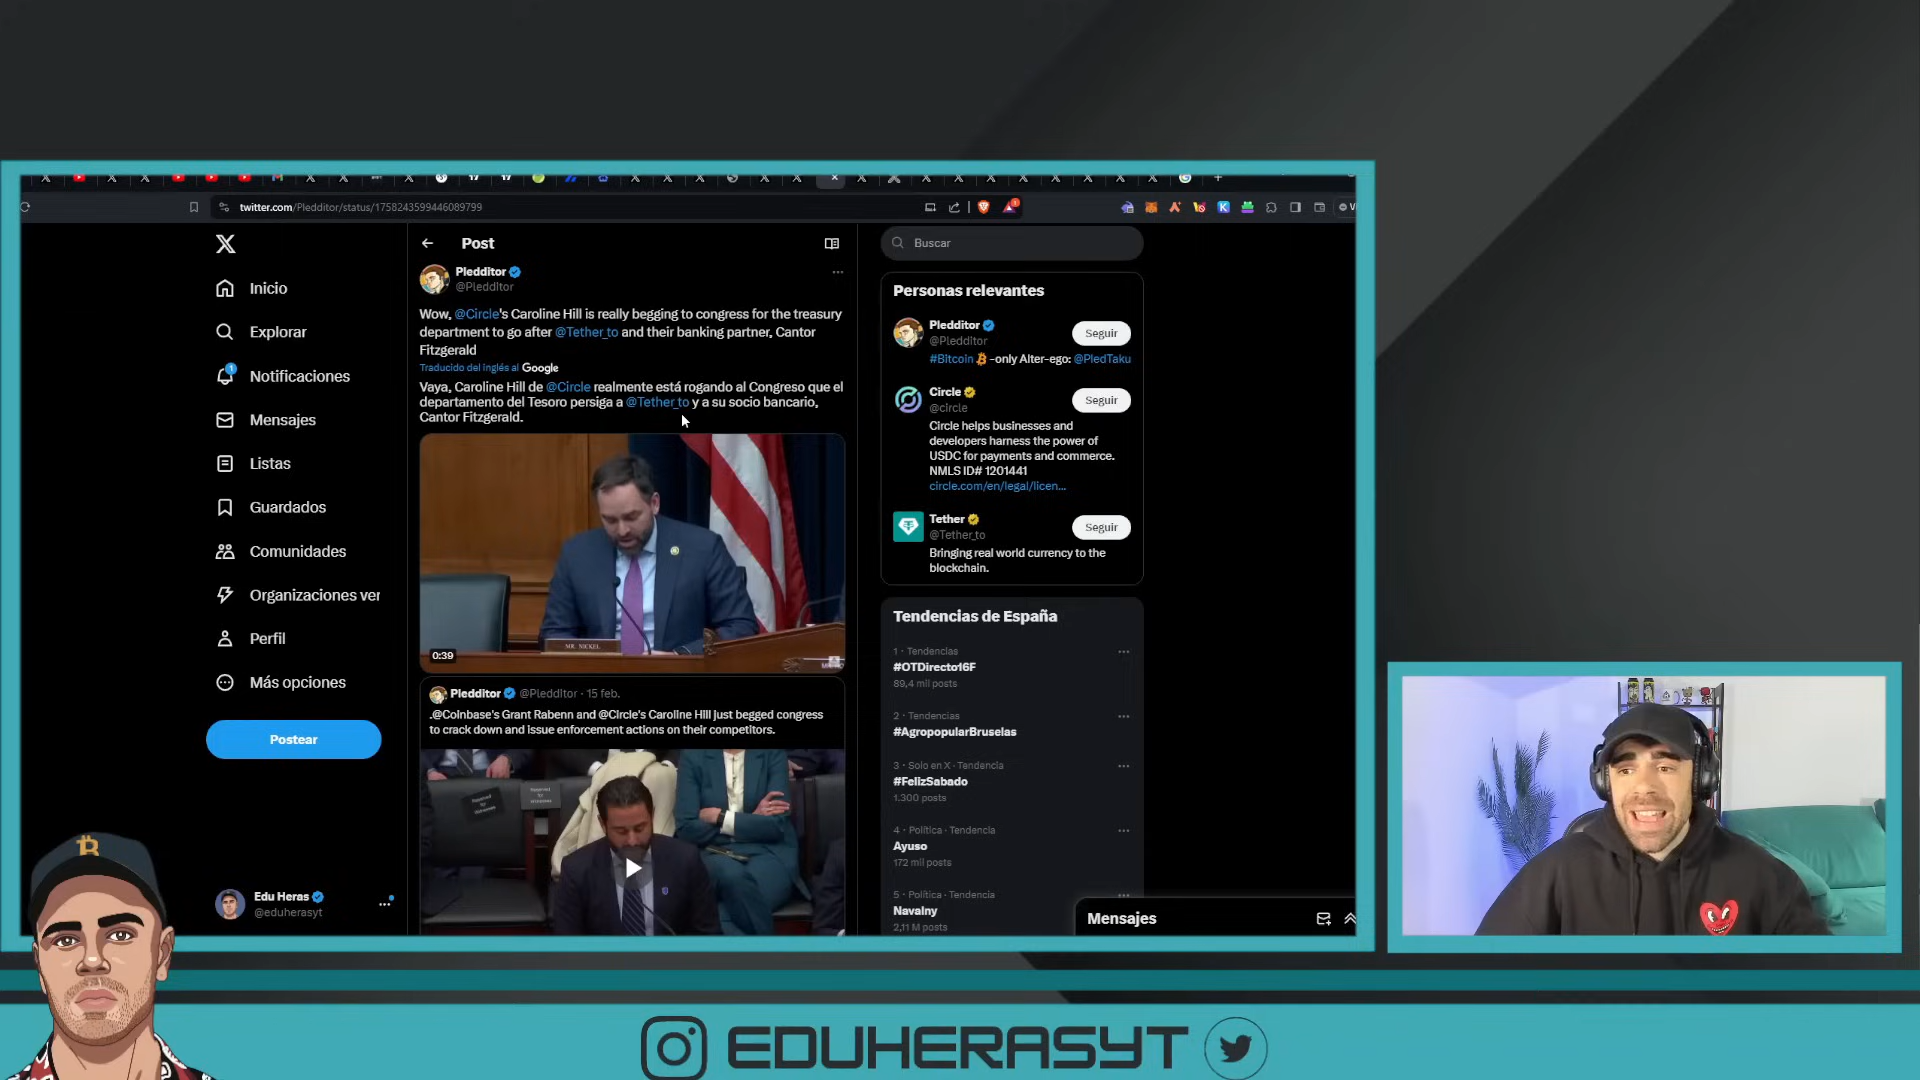 twitter.com/Pledditor/status/1758243599446089799
Inicio
Explorar
1
Notificaciones
Mensajes
Listas
Guardados
Comunidades
Organizaciones ver
Perfil
Más opciones
Postear
Edu Heras
@eduherasyt
Post
Pledditor
@Pledditor
Wow, @Circle's Caroline Hill is really begging to congress for the treasury
department to go after @Tether_to and their banking partner, Cantor
Fitzgerald
Traducido del inglés al Google
Vaya, Caroline Hill de @Circle realmente está rogando al Congreso que el
departamento del Tesoro persiga a @Tether_to y a su socio bancario,
Cantor Fitzgerald.
MR. NICKEL
0:39
Pledditor @Pledditor · 15 feb.
.@Coinbase's Grant Rabenn and @Circle's Caroline Hill just begged congress
to crack down and issue enforcement actions on their competitors.
Buscar
Personas relevantes
Pledditor
@Pledditor
Seguir
#Bitcoin -only Alter-ego: @PledTaku
Circle
@circle
Seguir
Circle helps businesses and
developers harness the power of
USDC for payments and commerce.
NMLS ID# 1201441
circle.com/en/legal/licen...
Tether
@Tether_to
Seguir
Bringing real world currency to the
blockchain.
Tendencias de España
1 · Tendencias
#OTDirecto16F
89,4 mil posts
2 · Tendencias
#AgropopularBruselas
3 · Solo en X · Tendencia
#FelizSabado
1.300 posts
4 · Política · Tendencia
Ayuso
172 mil posts
5 · Política · Tendencia
Navalny
2,11 M posts
Mensajes
EDUHERASYT